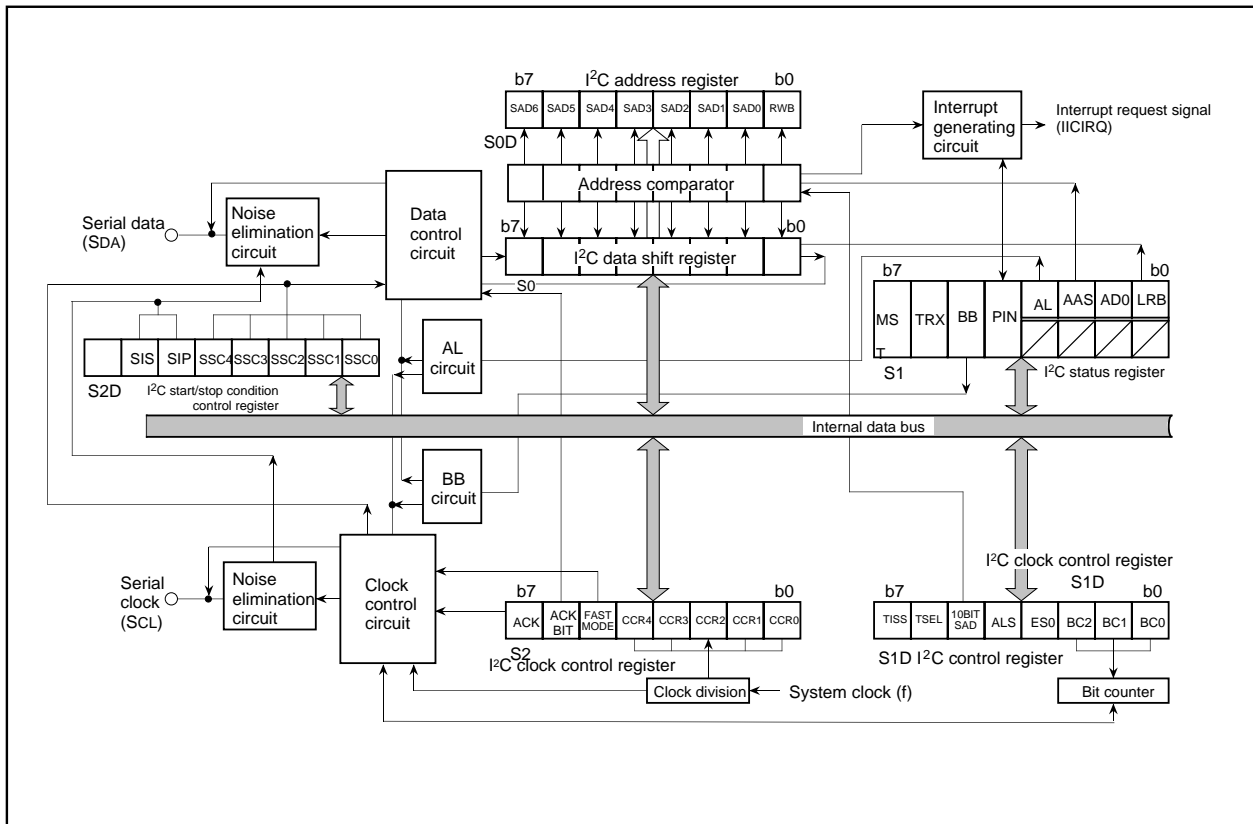 b7 I²C address register b0
SAD6 SAD5 SAD4 SAD3 SAD2 SAD1 SAD0 RWB
S0D
Interrupt
generating
circuit
Interrupt request signal
(IICIRQ)
Address comparator
Serial data
(SDA)
Noise
elimination
circuit
Data
control
circuit
b7 b0
I²C data shift register
S0
b7 b0
MS
T
TRX BB PIN AL AAS AD0 LRB
S1
I²C status register
SIS SIP SSC4 SSC3 SSC2 SSC1 SSC0
S2D
I²C start/stop condition
control register
AL
circuit
Internal data bus
BB
circuit
Serial
clock
(SCL)
Noise
elimination
circuit
Clock
control
circuit
b7 b0
ACK ACK
BIT FAST
MODE CCR4 CCR3 CCR2 CCR1 CCR0
S2
I²C clock control register
Clock division
System clock (f)
I²C clock control register
S1D
b7 b0
TISS TSEL 10BIT
SAD ALS ES0 BC2 BC1 BC0
S1D I²C control register
Bit counter